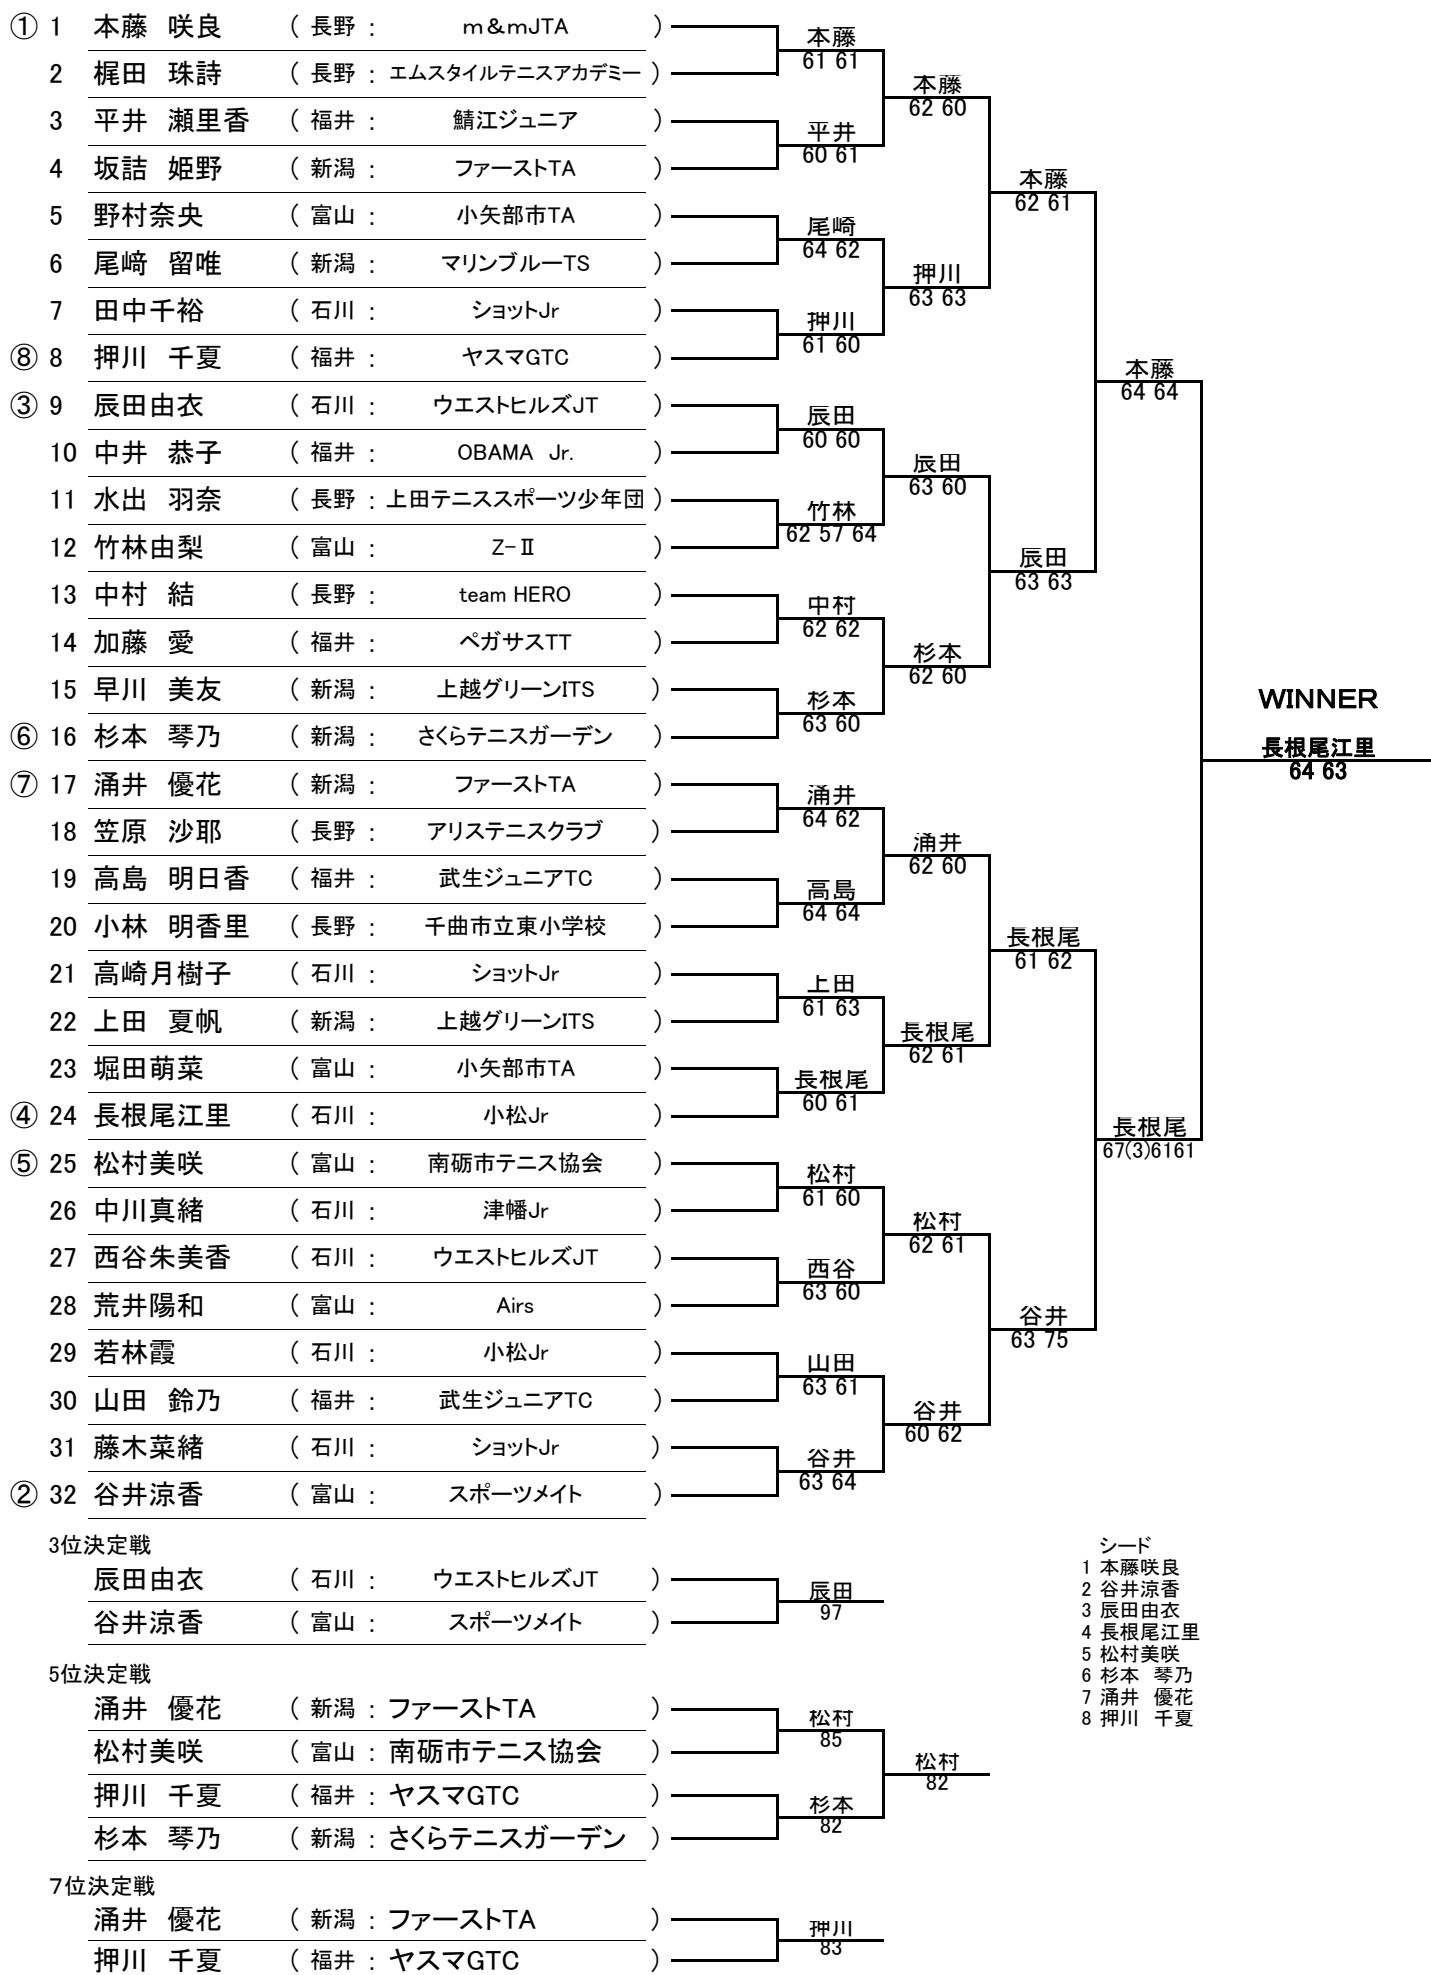 ① 1 本藤 咲良 ( 長野 : m&mJTA )
本藤
61 61
2 梶田 珠詩 ( 長野 : エムスタイルテニスアカデミー )
本藤
62 60
3 平井 瀬里香 ( 福井 : 鯖江ジュニア )
平井
60 61
4 坂詰 姫野 ( 新潟 : ファーストTA )
本藤
62 61
5 野村奈央 ( 富山 : 小矢部市TA )
尾崎
64 62
6 尾﨑 留唯 ( 新潟 : マリンブルーTS )
押川
63 63
7 田中千裕 ( 石川 : ショットJr )
押川
61 60
⑧ 8 押川 千夏 ( 福井 : ヤスマGTC )
本藤
64 64
③ 9 辰田由衣 ( 石川 : ウエストヒルズJT )
辰田
60 60
10 中井 恭子 ( 福井 : OBAMA Jr. )
辰田
63 60
11 水出 羽奈 ( 長野 : 上田テニススポーツ少年団 )
竹林
62 57 64
12 竹林由梨 ( 富山 : Z-Ⅱ )
辰田
63 63
13 中村 結 ( 長野 : team HERO )
中村
62 62
14 加藤 愛 ( 福井 : ペガサスTT )
杉本
62 60
15 早川 美友 ( 新潟 : 上越グリーンITS )
杉本
63 60
⑥ 16 杉本 琴乃 ( 新潟 : さくらテニスガーデン )
WINNER
長根尾江里
64 63
⑦ 17 涌井 優花 ( 新潟 : ファーストTA )
涌井
64 62
18 笠原 沙耶 ( 長野 : アリステニスクラブ )
涌井
62 60
19 高島 明日香 ( 福井 : 武生ジュニアTC )
高島
64 64
20 小林 明香里 ( 長野 : 千曲市立東小学校 )
長根尾
61 62
21 高崎月樹子 ( 石川 : ショットJr )
上田
61 63
22 上田 夏帆 ( 新潟 : 上越グリーンITS )
長根尾
62 61
23 堀田萌菜 ( 富山 : 小矢部市TA )
長根尾
60 61
④ 24 長根尾江里 ( 石川 : 小松Jr )
長根尾
67(3)6161
⑤ 25 松村美咲 ( 富山 : 南砺市テニス協会 )
松村
61 60
26 中川真緒 ( 石川 : 津幡Jr )
松村
62 61
27 西谷朱美香 ( 石川 : ウエストヒルズJT )
西谷
63 60
28 荒井陽和 ( 富山 : Airs )
谷井
63 75
29 若林霞 ( 石川 : 小松Jr )
山田
63 61
30 山田 鈴乃 ( 福井 : 武生ジュニアTC )
谷井
60 62
31 藤木菜緒 ( 石川 : ショットJr )
谷井
63 64
② 32 谷井涼香 ( 富山 : スポーツメイト )
3位決定戦
辰田由衣 ( 石川 : ウエストヒルズJT )
辰田
97
谷井涼香 ( 富山 : スポーツメイト )
シード
1 本藤咲良
2 谷井涼香
3 辰田由衣
4 長根尾江里
5 松村美咲
6 杉本 琴乃
7 涌井 優花
8 押川 千夏
5位決定戦
涌井 優花 ( 新潟 : ファーストTA )
松村
85
松村美咲 ( 富山 : 南砺市テニス協会 )
松村
82
押川 千夏 ( 福井 : ヤスマGTC )
杉本
82
杉本 琴乃 ( 新潟 : さくらテニスガーデン )
7位決定戦
涌井 優花 ( 新潟 : ファーストTA )
押川
83
押川 千夏 ( 福井 : ヤスマGTC )